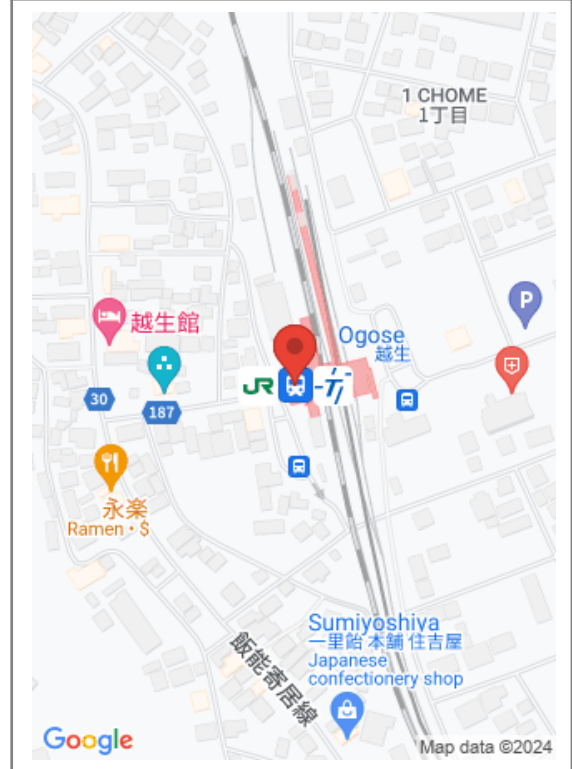 1 CHOME
1丁目
越生館
Ogose
越生
P
JR
30
187
永楽
Ramen • $
Sumiyoshiya
一里飴 本舗 住吉屋
Japanese
confectionery shop
飯能寄居線
Google
Map data ©2024